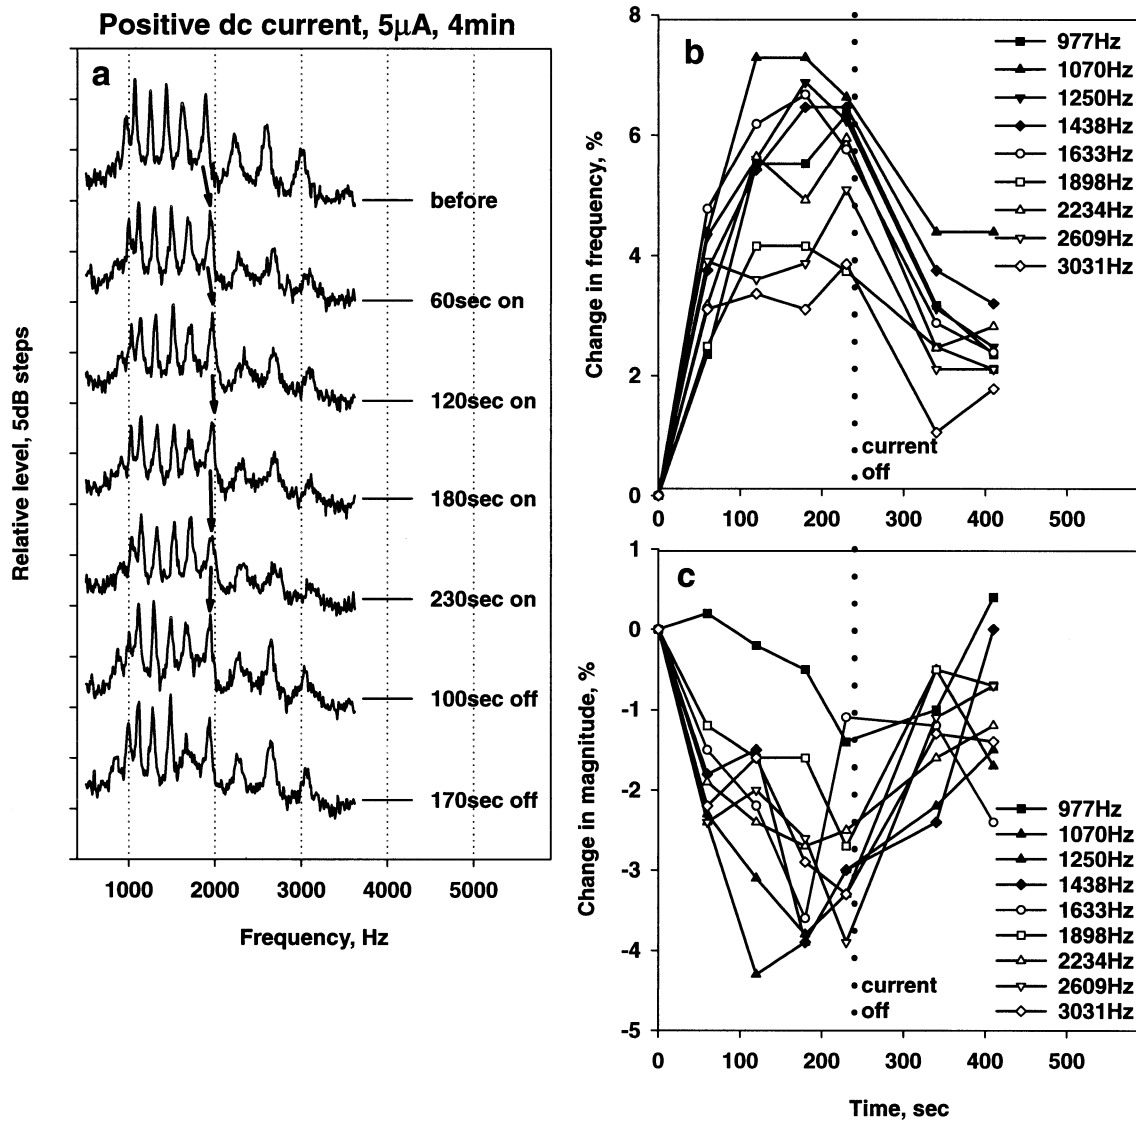 Positive dc current, 5μA, 4min
a
Relative level, 5dB steps
before
60sec on
120sec on
180sec on
230sec on
100sec off
170sec off
1000 2000 3000 4000 5000
Frequency, Hz
b
Change in frequency, %
8
6
4
2
0
977Hz
1070Hz
1250Hz
1438Hz
1633Hz
1898Hz
2234Hz
2609Hz
3031Hz
current
off
0 100 200 300 400 500
c
Change in magnitude, %
1
0
-1
-2
-3
-4
-5
977Hz
1070Hz
1250Hz
1438Hz
1633Hz
1898Hz
2234Hz
2609Hz
3031Hz
current
off
0 100 200 300 400 500
Time, sec